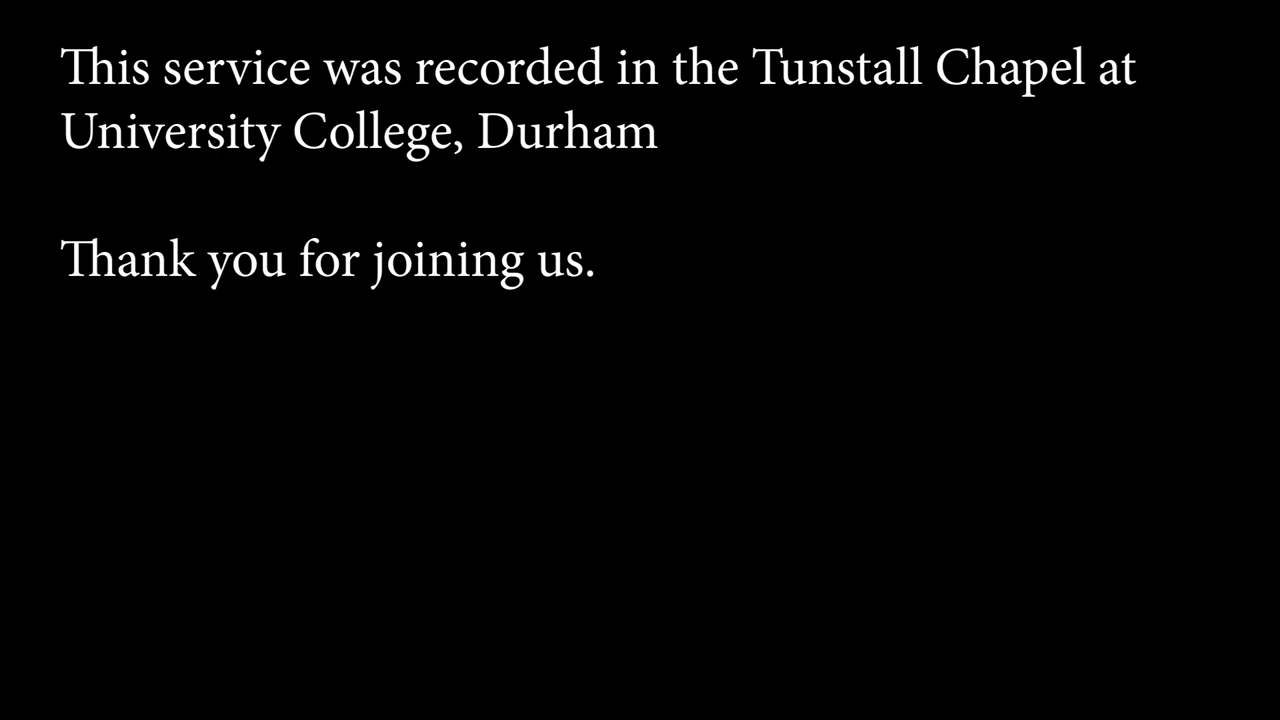 This service was recorded in the Tunstall Chapel at
University College, Durham
Thank you for joining us.